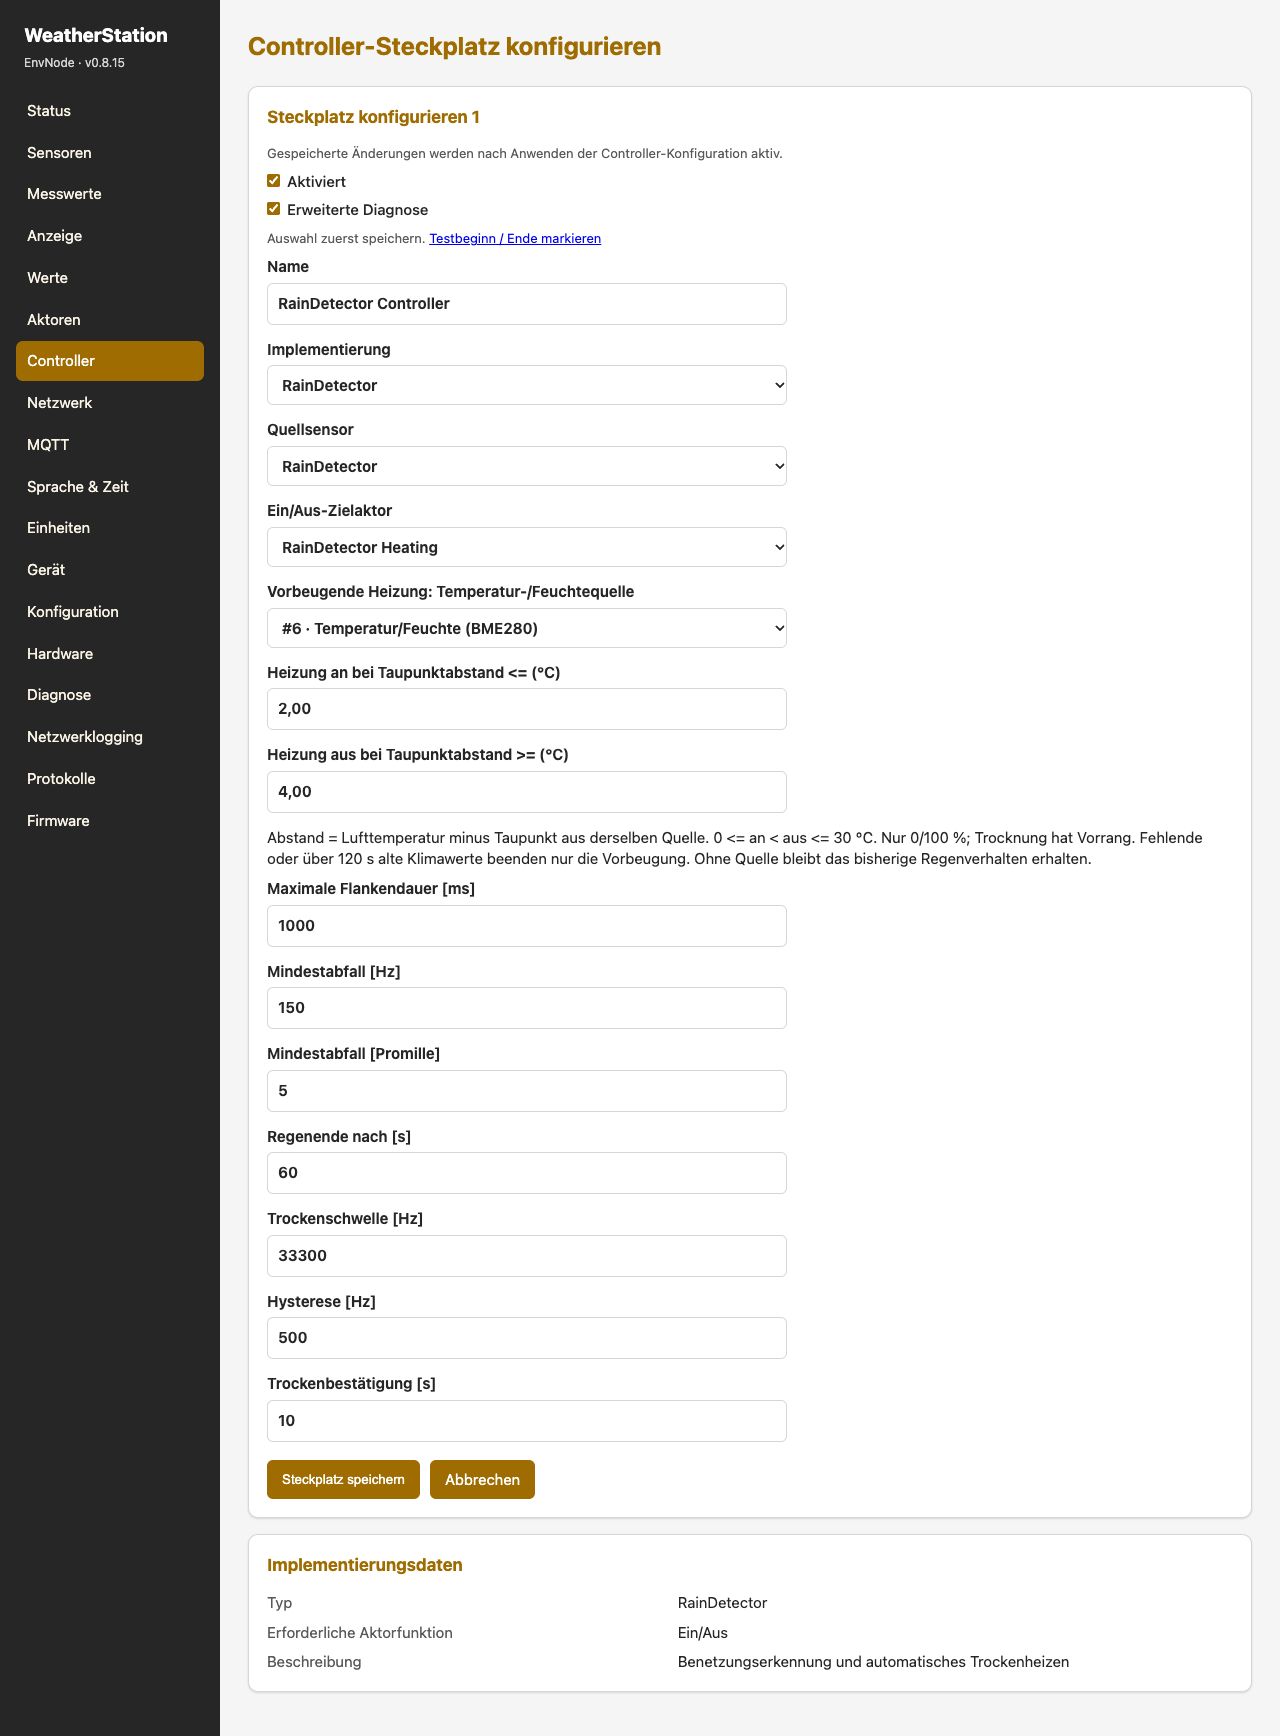 WeatherStation
EnvNode · v0.8.15
Status
Sensoren
Messwerte
Anzeige
Werte
Aktoren
Controller
Netzwerk
MQTT
Sprache & Zeit
Einheiten
Gerät
Konfiguration
Hardware
Diagnose
Netzwerklogging
Protokolle
Firmware
Controller-Steckplatz konfigurieren
Steckplatz konfigurieren 1
Gespeicherte Änderungen werden nach Anwenden der Controller-Konfiguration aktiv.
Aktiviert
Erweiterte Diagnose
Auswahl zuerst speichern. Testbeginn / Ende markieren
Name
RainDetector Controller
Implementierung
RainDetector
Quellsensor
RainDetector
Ein/Aus-Zielaktor
RainDetector Heating
Vorbeugende Heizung: Temperatur-/Feuchtequelle
#6 · Temperatur/Feuchte (BME280)
Heizung an bei Taupunktabstand <= (°C)
2,00
Heizung aus bei Taupunktabstand >= (°C)
4,00
Abstand = Lufttemperatur minus Taupunkt aus derselben Quelle. 0 <= an < aus <= 30 °C. Nur 0/100 %; Trocknung hat Vorrang. Fehlende
oder über 120 s alte Klimawerte beenden nur die Vorbeugung. Ohne Quelle bleibt das bisherige Regenverhalten erhalten.
Maximale Flankendauer [ms]
1000
Mindestabfall [Hz]
150
Mindestabfall [Promille]
5
Regenende nach [s]
60
Trockenschwelle [Hz]
33300
Hysterese [Hz]
500
Trockenbestätigung [s]
10
Steckplatz speichern
Abbrechen
Implementierungsdaten
Typ RainDetector
Erforderliche Aktorfunktion Ein/Aus
Beschreibung Benetzungserkennung und automatisches Trockenheizen